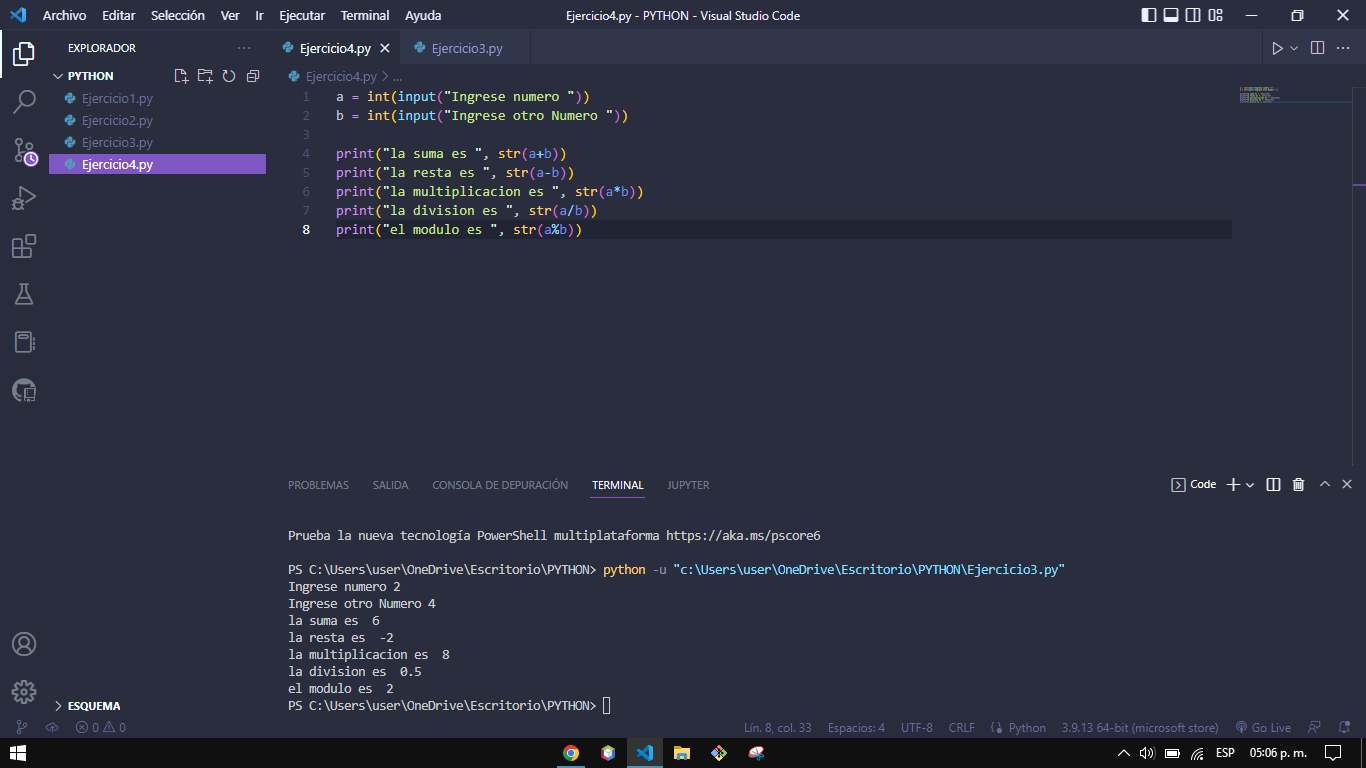 Archivo Editar Selección Ver Ir Ejecutar Terminal Ayuda
Ejercicio4.py - PYTHON - Visual Studio Code
EXPLORADOR
PYTHON
Ejercicio1.py
Ejercicio2.py
Ejercicio3.py
Ejercicio4.py
Ejercicio4.py Ejercicio3.py
Ejercicio4.py > ...
1 a = int(input("Ingrese numero "))
2 b = int(input("Ingrese otro Numero "))
3
4 print("la suma es ", str(a+b))
5 print("la resta es ", str(a-b))
6 print("la multiplicacion es ", str(a*b))
7 print("la division es ", str(a/b))
8 print("el modulo es ", str(a%b))
PROBLEMAS SALIDA CONSOLA DE DEPURACIÓN TERMINAL JUPYTER
Code
Prueba la nueva tecnología PowerShell multiplataforma https://aka.ms/pscore6
PS C:\Users\user\OneDrive\Escritorio\PYTHON> python -u "c:\Users\user\OneDrive\Escritorio\PYTHON\Ejercicio3.py"
Ingrese numero 2
Ingrese otro Numero 4
la suma es  6
la resta es  -2
la multiplicacion es  8
la division es  0.5
el modulo es  2
PS C:\Users\user\OneDrive\Escritorio\PYTHON>
ESQUEMA
0 0
Lín. 8, col. 33 Espacios: 4 UTF-8 CRLF Python 3.9.13 64-bit (microsoft store) Go Live
ESP 05:06 p. m.